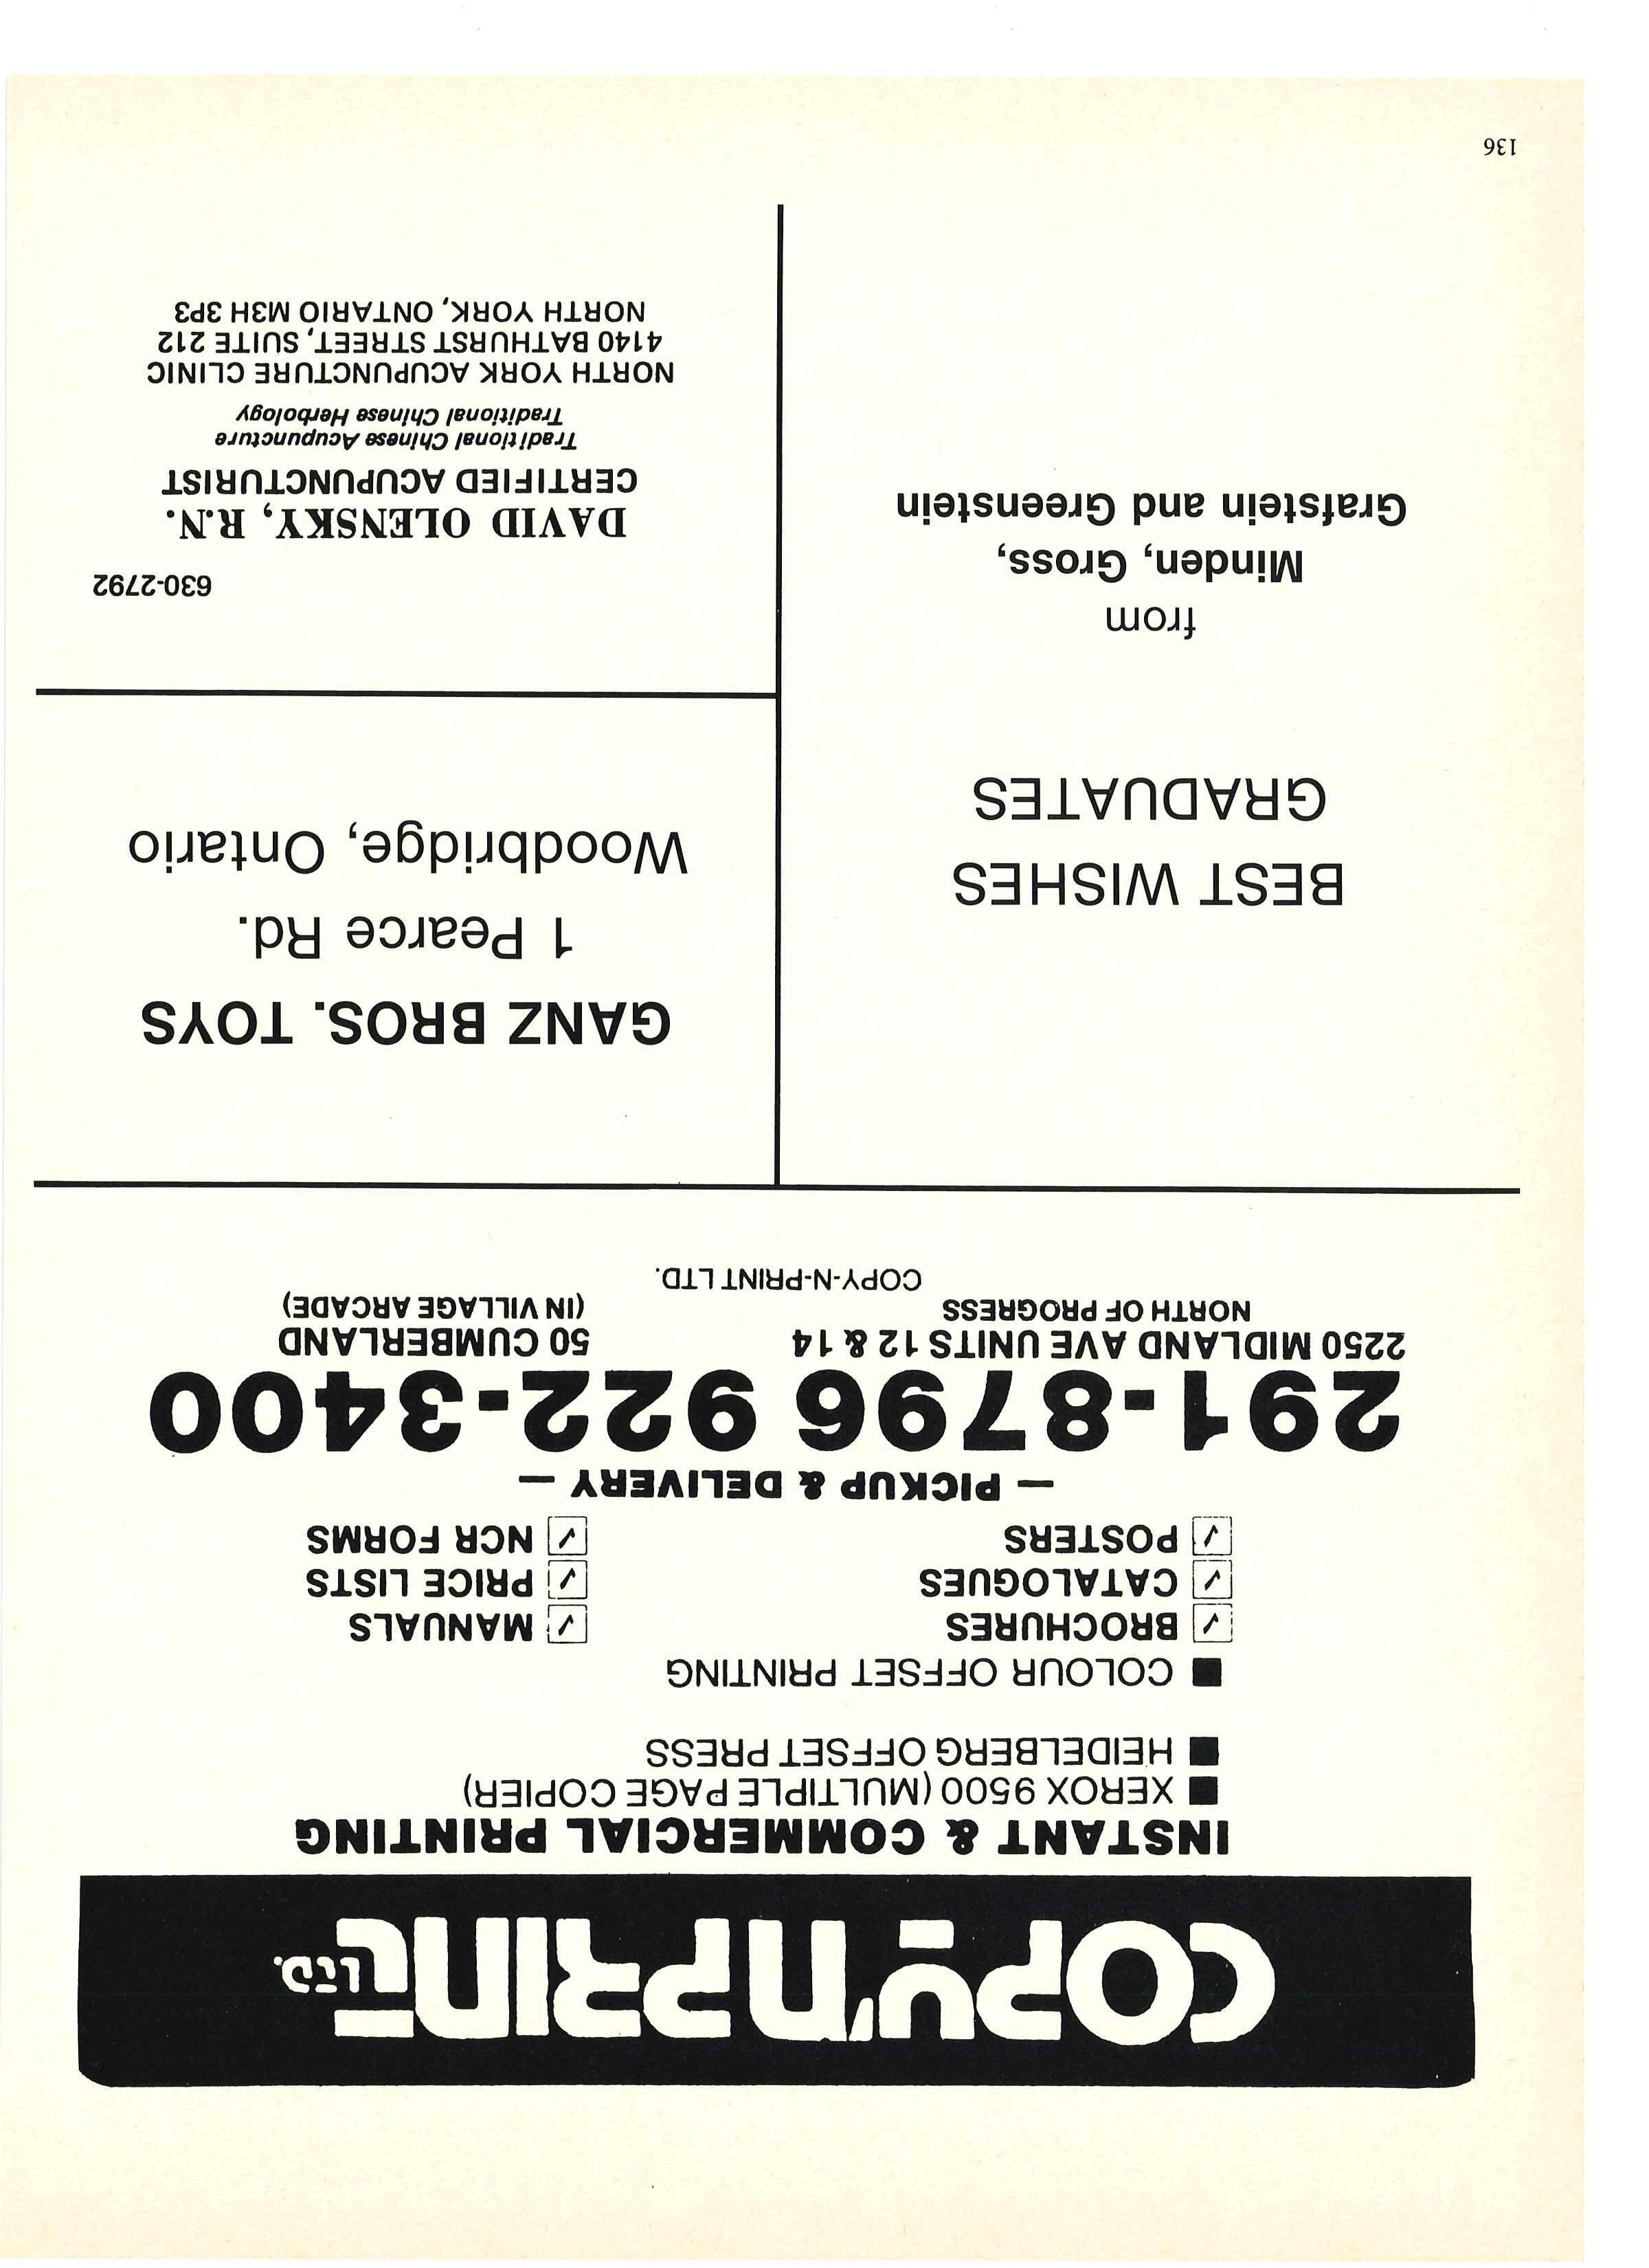 COPY'N PRINT LTD.
INSTANT & COMMERCIAL PRINTING
■ XEROX 9500 (MULTIPLE PAGE COPIER)
■ HEIDELBERG OFFSET PRESS
■ COLOUR OFFSET PRINTING
☑ BROCHURES ☑ MANUALS
☑ CATALOGUES ☑ PRICE LISTS
☑ POSTERS ☑ NCR FORMS
— PICKUP & DELIVERY —
291-8796 922-3400
2250 MIDLAND AVE UNITS 12 & 14 50 CUMBERLAND
NORTH OF PROGRESS (IN VILLAGE ARCADE)
COPY-N-PRINT LTD.
BEST WISHES
GRADUATES
from
Minden, Gross,
Grafstein and Greenstein
GANZ BROS. TOYS
1 Pearce Rd.
Woodbridge, Ontario
630-2792
DAVID OLENSKY, R.N.
CERTIFIED ACUPUNCTURIST
Traditional Chinese Acupuncture
Traditional Chinese Herbology
NORTH YORK ACUPUNCTURE CLINIC
4140 BATHURST STREET, SUITE 212
NORTH YORK, ONTARIO M3H 3P3
136